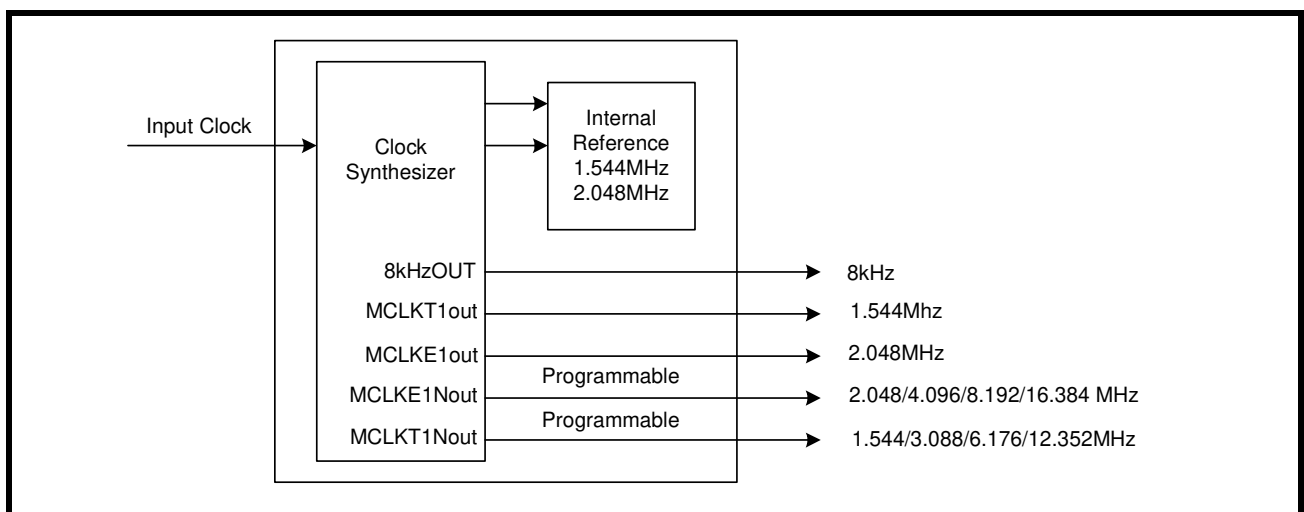 Input Clock
Clock
Synthesizer
Internal
Reference
1.544MHz
2.048MHz
8kHzOUT
8kHz
MCLKT1out
1.544Mhz
MCLKE1out
2.048MHz
Programmable
MCLKE1Nout
2.048/4.096/8.192/16.384 MHz
Programmable
MCLKT1Nout
1.544/3.088/6.176/12.352MHz